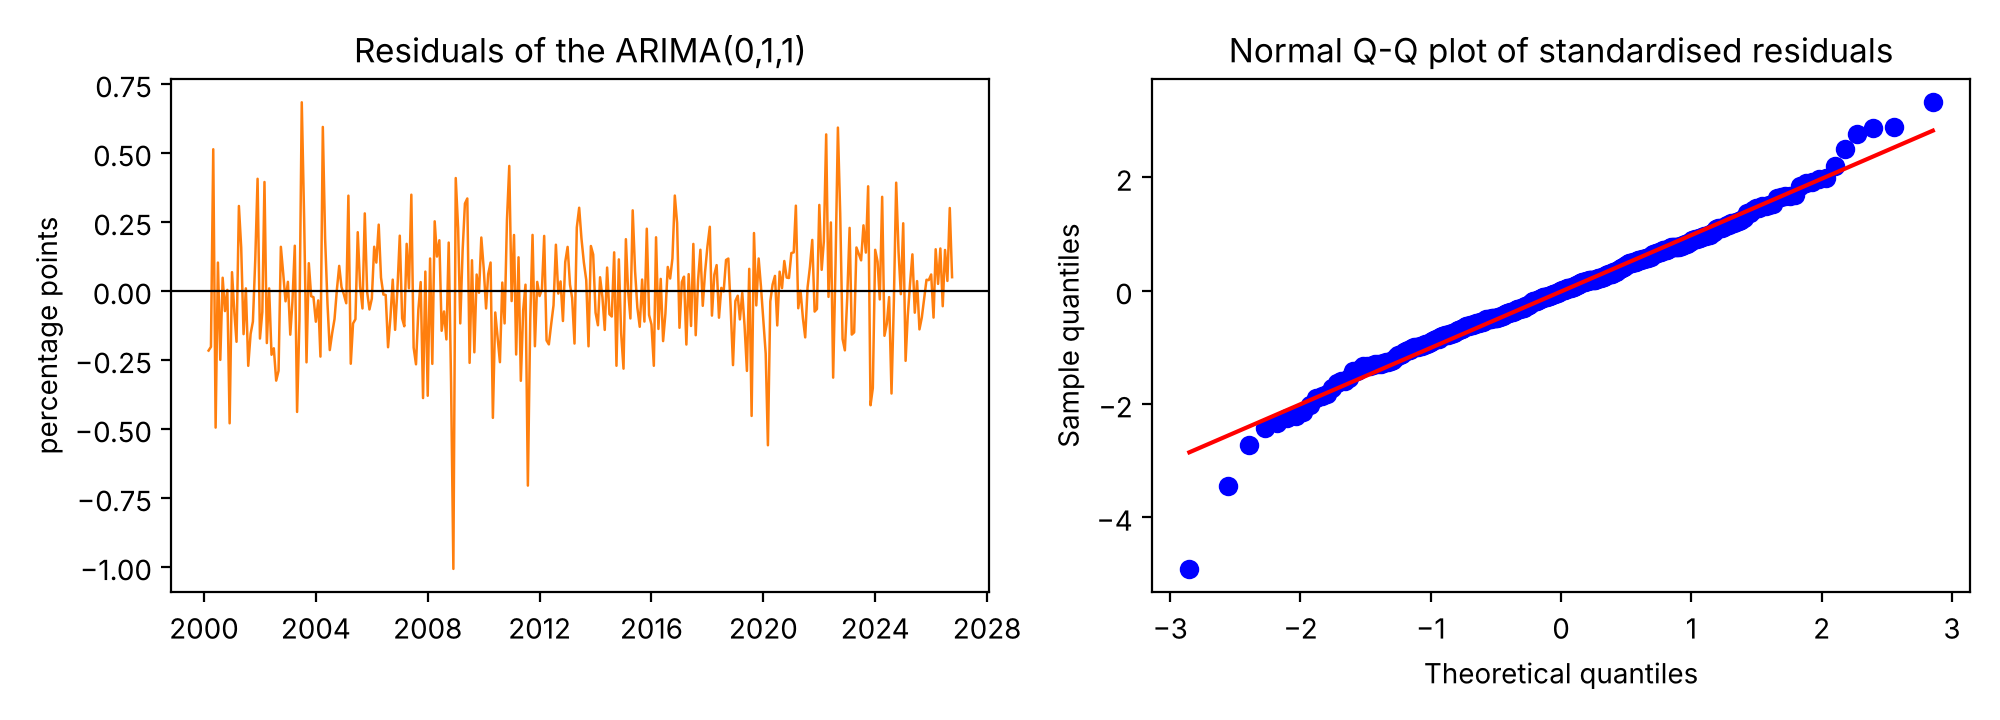 Residuals of the ARIMA(0,1,1)
percentage points
0.75
0.50
0.25
0.00
−0.25
−0.50
−0.75
−1.00
2000 2004 2008 2012 2016 2020 2024 2028
Normal Q-Q plot of standardised residuals
Sample quantiles
2
0
−2
−4
−3 −2 −1 0 1 2 3
Theoretical quantiles